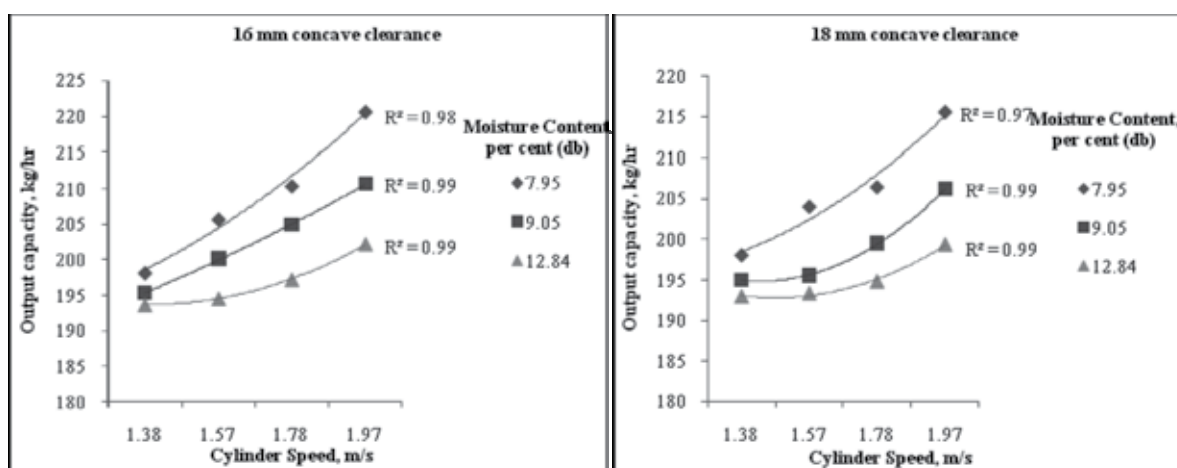 16 mm concave clearance
Output capacity, kg/hr
225
220
215
210
205
200
195
190
185
180
1.38 1.57 1.78 1.97
Cylinder Speed, m/s
R² = 0.98
R² = 0.99
R² = 0.99
Moisture Content,
per cent (db)
7.95
9.05
12.84
18 mm concave clearance
Output capacity, kg/hr
220
215
210
205
200
195
190
185
180
1.38 1.57 1.78 1.97
Cylinder Speed, m/s
R² = 0.97
R² = 0.99
R² = 0.99
Moisture Content,
per cent (db)
7.95
9.05
12.84